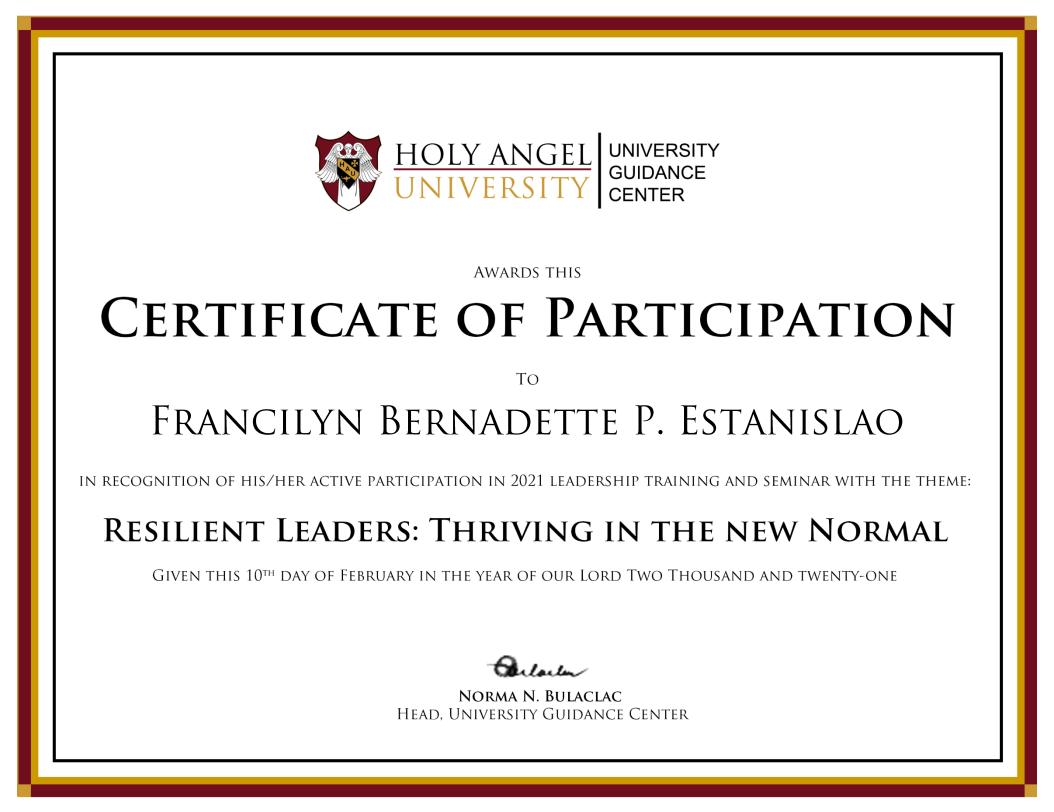 HOLY ANGEL
UNIVERSITY
UNIVERSITY
GUIDANCE
CENTER
AWARDS THIS
CERTIFICATE OF PARTICIPATION
TO
FRANCILYN BERNADETTE P. ESTANISLAO
IN RECOGNITION OF HIS/HER ACTIVE PARTICIPATION IN 2021 LEADERSHIP TRAINING AND SEMINAR WITH THE THEME:
RESILIENT LEADERS: THRIVING IN THE NEW NORMAL
GIVEN THIS 10TH DAY OF FEBRUARY IN THE YEAR OF OUR LORD TWO THOUSAND AND TWENTY-ONE
NORMA N. BULACLAC
HEAD, UNIVERSITY GUIDANCE CENTER